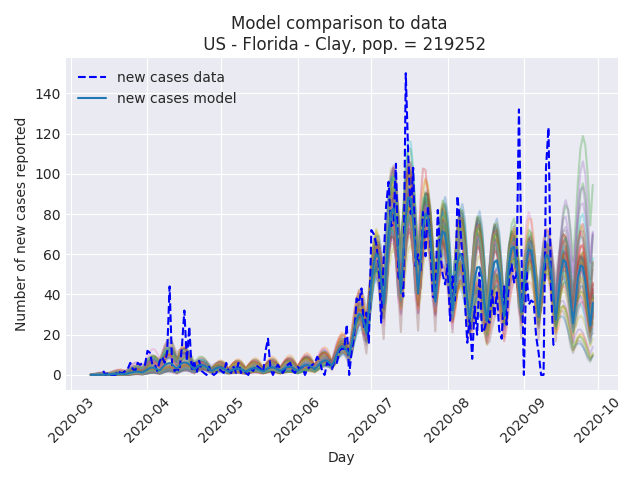 Model comparison to data
US - Florida - Clay, pop. = 219252
new cases data
new cases model
Number of new cases reported
140
120
100
80
60
40
20
0
2020-03
2020-04
2020-05
2020-06
2020-07
2020-08
2020-09
2020-10
Day